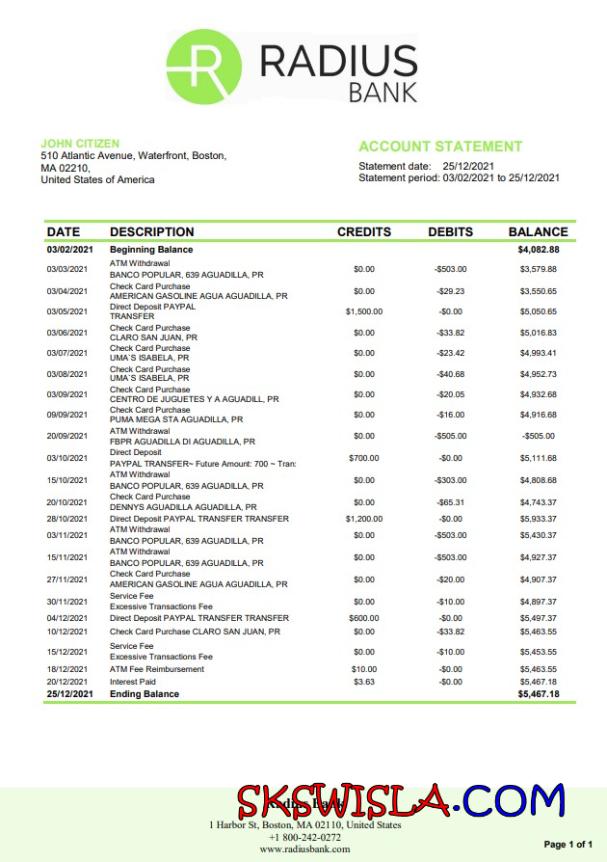 R RADIUS
BANK
JOHN CITIZEN
510 Atlantic Avenue, Waterfront, Boston,
MA 02210,
United States of America
ACCOUNT STATEMENT
Statement date: 25/12/2021
Statement period: 03/02/2021 to 25/12/2021
DATE DESCRIPTION CREDITS DEBITS BALANCE
03/02/2021 Beginning Balance $4,082.88
03/03/2021 ATM Withdrawal
BANCO POPULAR, 639 AGUADILLA, PR $0.00 -$503.00 $3,579.88
03/04/2021 Check Card Purchase
AMERICAN GASOLINE AGUA AGUADILLA, PR $0.00 -$29.23 $3,550.65
03/05/2021 Direct Deposit PAYPAL
TRANSFER $1,500.00 -$0.00 $5,050.65
03/06/2021 Check Card Purchase
CLARO SAN JUAN, PR $0.00 -$33.82 $5,016.83
03/07/2021 Check Card Purchase
UMA`S ISABELA, PR $0.00 -$23.42 $4,993.41
03/08/2021 Check Card Purchase
UMA`S ISABELA, PR $0.00 -$40.68 $4,952.73
03/09/2021 Check Card Purchase
CENTRO DE JUGUETES Y A AGUADILL, PR $0.00 -$20.05 $4,932.68
09/09/2021 Check Card Purchase
PUMA MEGA STA AGUADILLA, PR $0.00 -$16.00 $4,916.68
20/09/2021 ATM Withdrawal
FBPR AGUADILLA DI AGUADILLA, PR $0.00 -$505.00 -$505.00
03/10/2021 Direct Deposit
PAYPAL TRANSFER~ Future Amount: 700 ~ Tran: $700.00 -$0.00 $5,111.68
15/10/2021 ATM Withdrawal
BANCO POPULAR, 639 AGUADILLA, PR $0.00 -$303.00 $4,808.68
20/10/2021 Check Card Purchase
DENNYS AGUADILLA AGUADILLA, PR $0.00 -$65.31 $4,743.37
28/10/2021 Direct Deposit PAYPAL TRANSFER TRANSFER $1,200.00 -$0.00 $5,933.37
03/11/2021 ATM Withdrawal
BANCO POPULAR, 639 AGUADILLA, PR $0.00 -$503.00 $5,430.37
15/11/2021 ATM Withdrawal
BANCO POPULAR, 639 AGUADILLA, PR $0.00 -$503.00 $4,927.37
27/11/2021 Check Card Purchase
AMERICAN GASOLINE AGUA AGUADILLA, PR $0.00 -$20.00 $4,907.37
30/11/2021 Service Fee
Excessive Transactions Fee $0.00 -$10.00 $4,897.37
04/12/2021 Direct Deposit PAYPAL TRANSFER TRANSFER $600.00 -$0.00 $5,497.37
10/12/2021 Check Card Purchase CLARO SAN JUAN, PR $0.00 -$33.82 $5,463.55
15/12/2021 Service Fee
Excessive Transactions Fee $0.00 -$10.00 $5,453.55
18/12/2021 ATM Fee Reimbursement $10.00 -$0.00 $5,463.55
20/12/2021 Interest Paid $3.63 -$0.00 $5,467.18
25/12/2021 Ending Balance $5,467.18
SKSWISLA.COM
Radius Bank
1 Harbor St, Boston, MA 02110, United States
+1 800-242-0272
www.radiusbank.com
Page 1 of 1